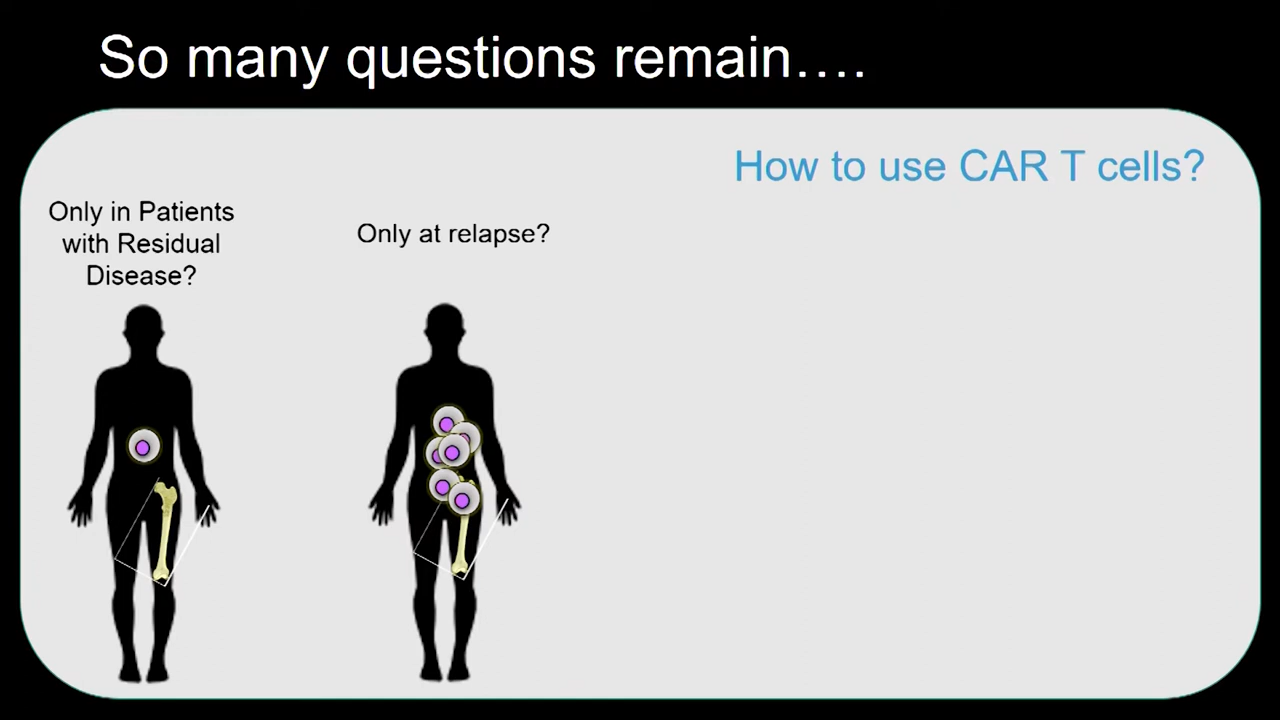 So many questions remain....
How to use CAR T cells?
Only in Patients
with Residual
Disease?
Only at relapse?